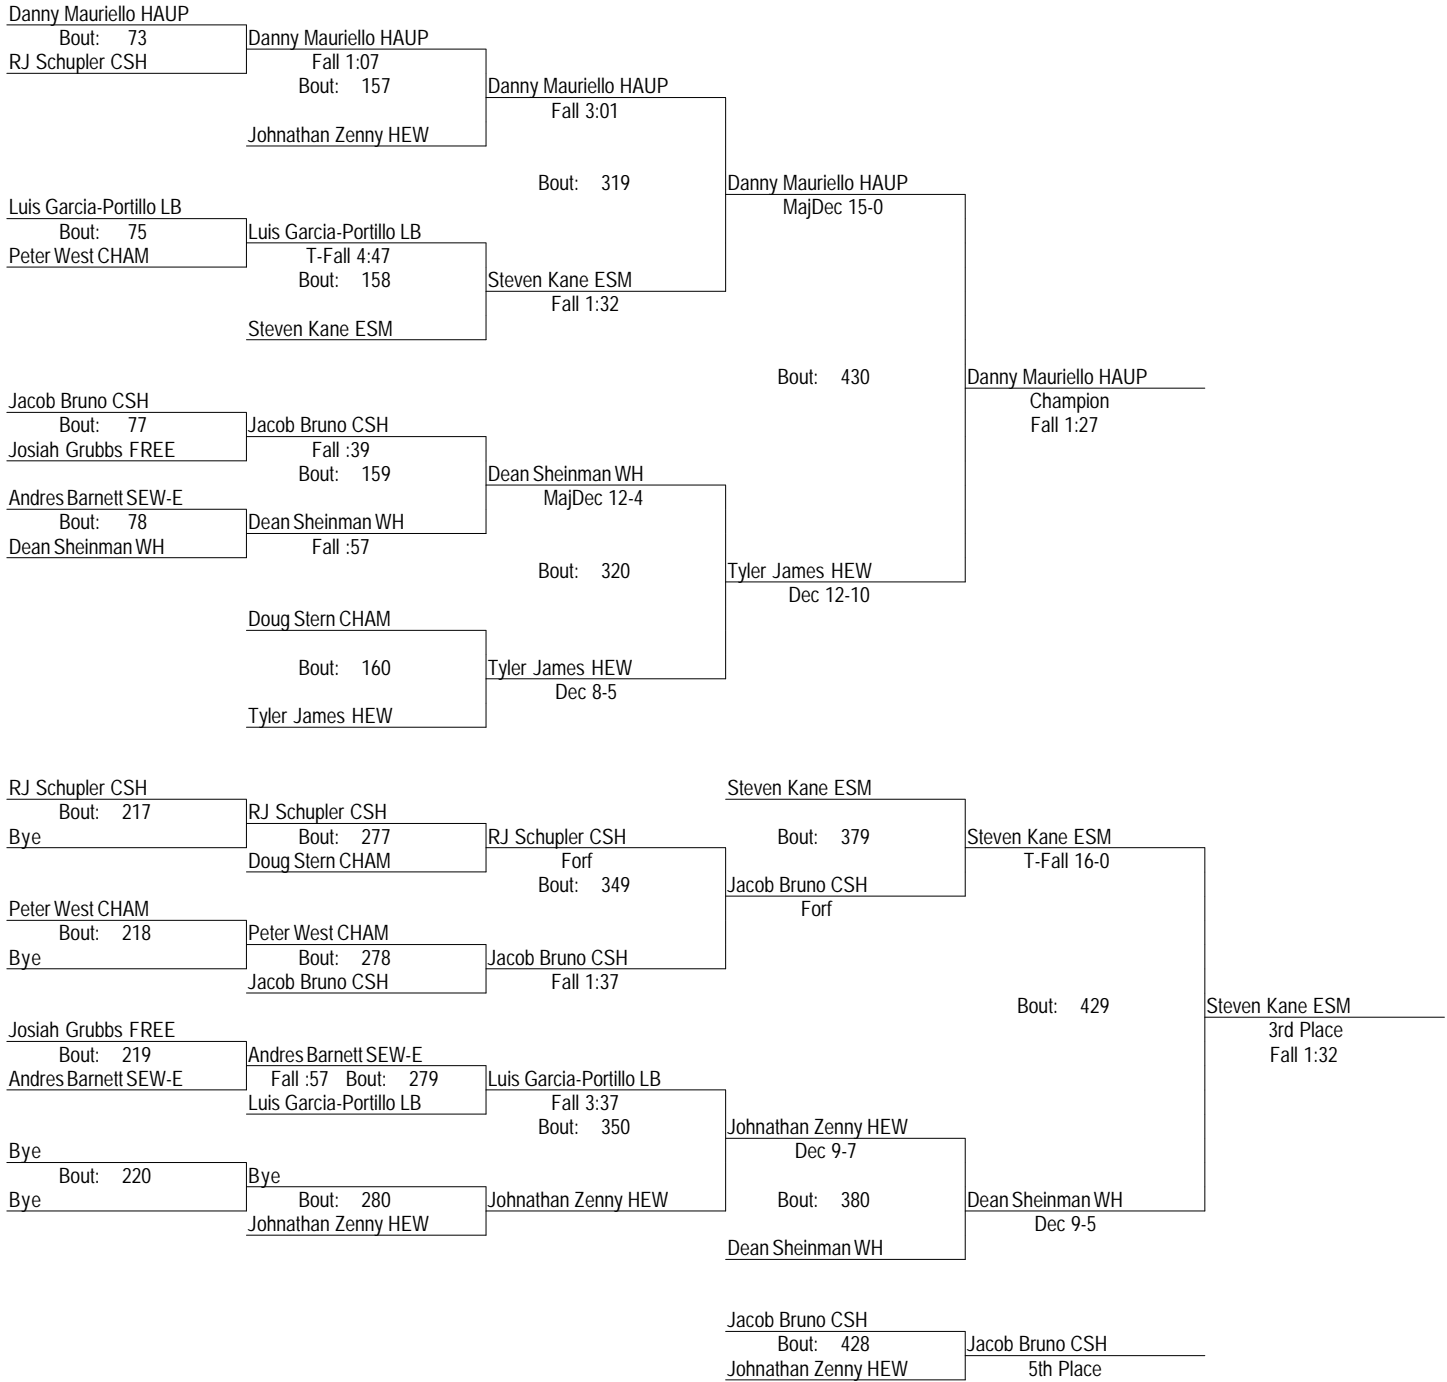 Danny Mauriello HAUP
Bout: 73
RJ Schupler CSH
Danny Mauriello HAUP
Fall 1:07
Bout: 157
Johnathan Zenny HEW
Danny Mauriello HAUP
Fall 3:01
Bout: 319
Luis Garcia-Portillo LB
Bout: 75
Peter West CHAM
Luis Garcia-Portillo LB
T-Fall 4:47
Bout: 158
Steven Kane ESM
Steven Kane ESM
Fall 1:32
Danny Mauriello HAUP
MajDec 15-0
Bout: 430
Danny Mauriello HAUP
Champion
Fall 1:27
Jacob Bruno CSH
Bout: 77
Josiah Grubbs FREE
Jacob Bruno CSH
Fall :39
Bout: 159
Andres Barnett SEW-E
Bout: 78
Dean Sheinman WH
Dean Sheinman WH
Fall :57
Dean Sheinman WH
MajDec 12-4
Bout: 320
Tyler James HEW
Dec 12-10
Doug Stern CHAM
Bout: 160
Tyler James HEW
Tyler James HEW
Dec 8-5
RJ Schupler CSH
Bout: 217
Bye
RJ Schupler CSH
Bout: 277
Doug Stern CHAM
RJ Schupler CSH
Forf
Bout: 349
Peter West CHAM
Bout: 218
Bye
Peter West CHAM
Bout: 278
Jacob Bruno CSH
Jacob Bruno CSH
Fall 1:37
Steven Kane ESM
Bout: 379
Jacob Bruno CSH
Forf
Steven Kane ESM
T-Fall 16-0
Bout: 429
Steven Kane ESM
3rd Place
Fall 1:32
Josiah Grubbs FREE
Bout: 219
Andres Barnett SEW-E
Andres Barnett SEW-E
Fall :57 Bout: 279
Luis Garcia-Portillo LB
Luis Garcia-Portillo LB
Fall 3:37
Bout: 350
Bye
Bout: 220
Bye
Bye
Bout: 280
Johnathan Zenny HEW
Johnathan Zenny HEW
Johnathan Zenny HEW
Dec 9-7
Bout: 380
Dean Sheinman WH
Dean Sheinman WH
Dec 9-5
Jacob Bruno CSH
Bout: 428
Johnathan Zenny HEW
Jacob Bruno CSH
5th Place